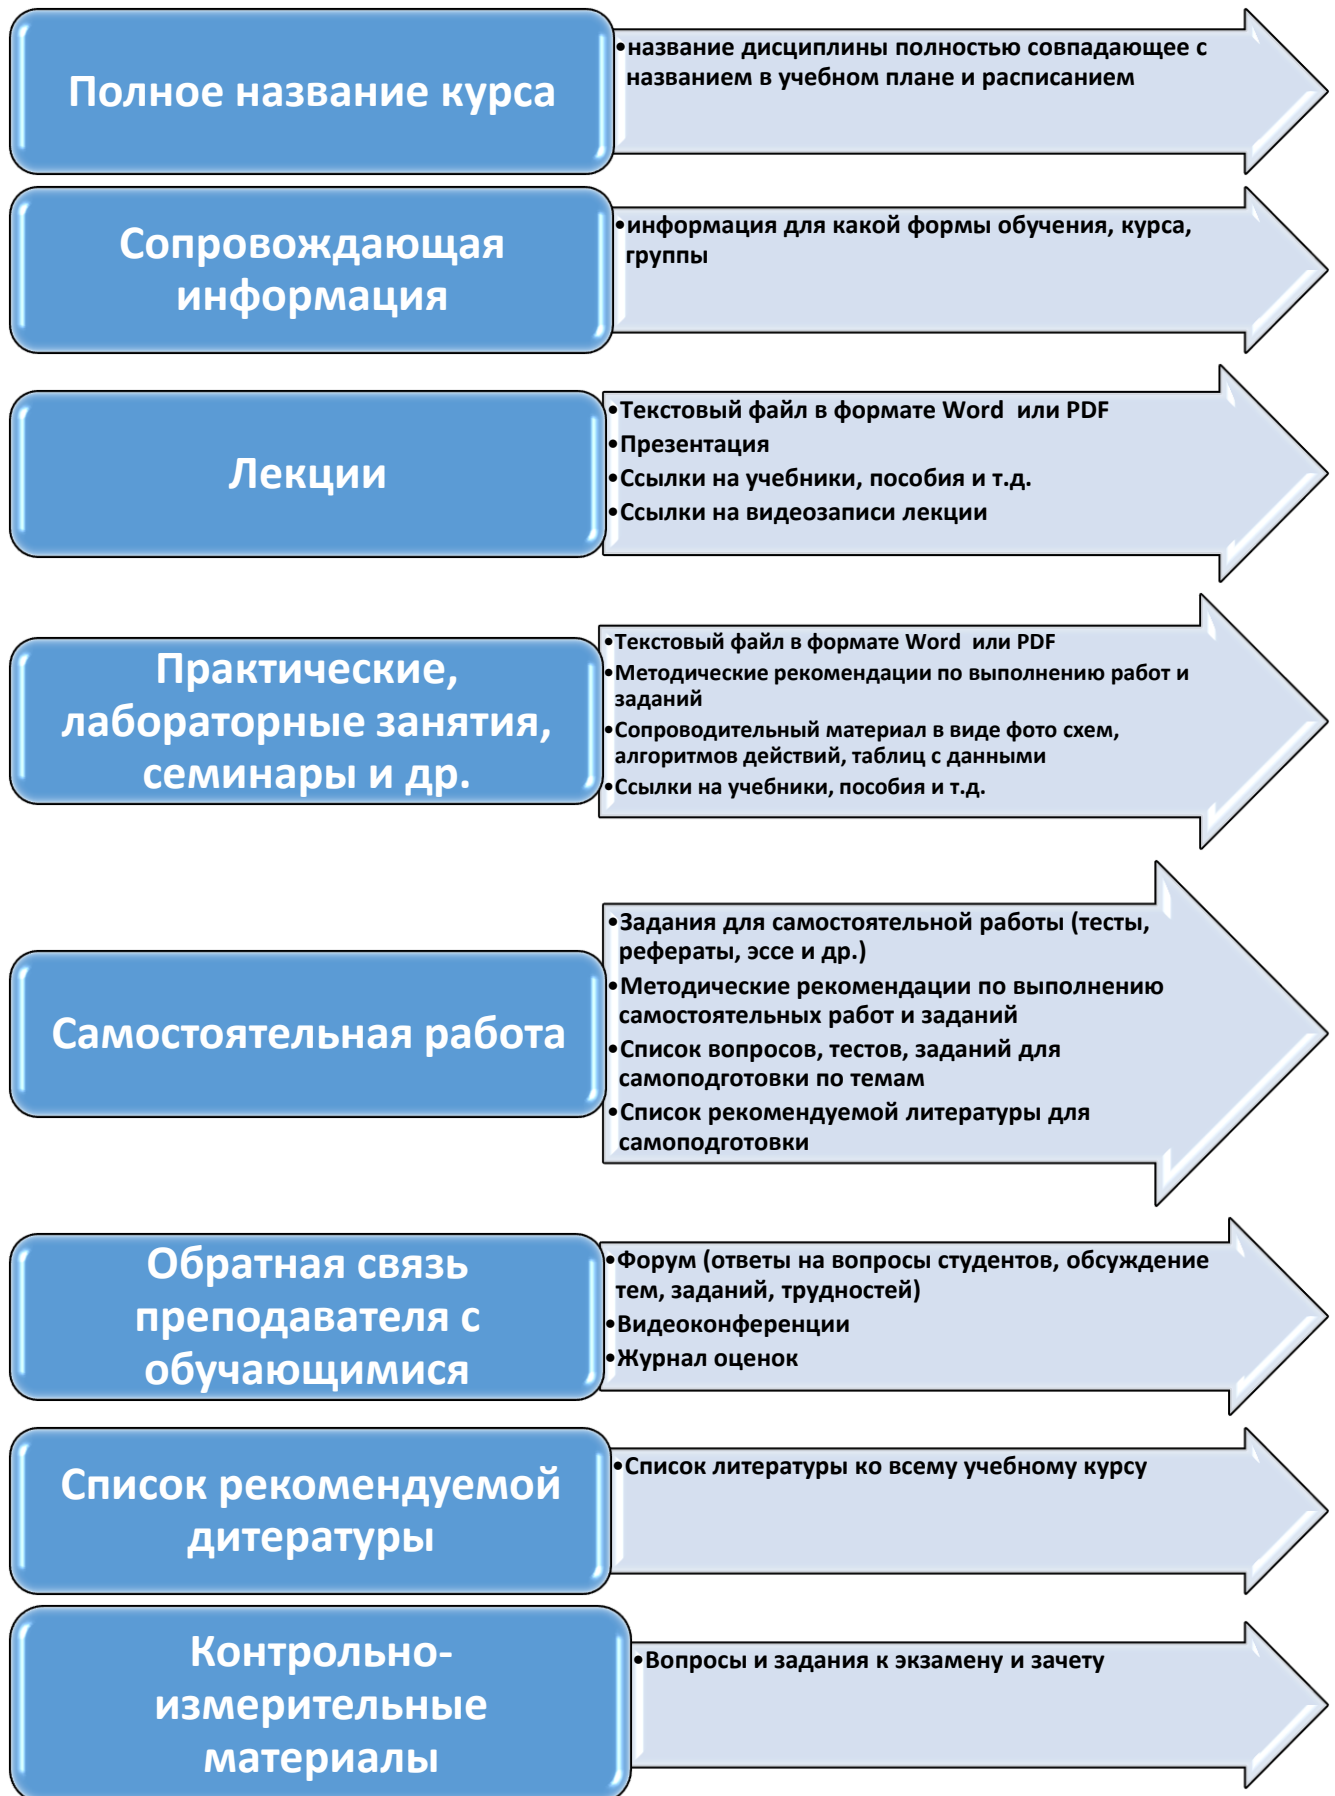 Полное название курса
•название дисциплины полностью совпадающее с
названием в учебном плане и расписанием
Сопровождающая
информация
•информация для какой формы обучения, курса,
группы
Лекции
•Текстовый файл в формате Word  или PDF
•Презентация
•Ссылки на учебники, пособия и т.д.
•Ссылки на видеозаписи лекции
Практические,
лабораторные занятия,
семинары и др.
•Текстовый файл в формате Word  или PDF
•Методические рекомендации по выполнению работ и
заданий
•Сопроводительный материал в виде фото схем,
алгоритмов действий, таблиц с данными
•Ссылки на учебники, пособия и т.д.
Самостоятельная работа
•Задания для самостоятельной работы (тесты,
рефераты, эссе и др.)
•Методические рекомендации по выполнению
самостоятельных работ и заданий
•Список вопросов, тестов, заданий для
самоподготовки по темам
•Список рекомендуемой литературы для
самоподготовки
Обратная связь
преподавателя с
обучающимися
•Форум (ответы на вопросы студентов, обсуждение
тем, заданий, трудностей)
•Видеоконференции
•Журнал оценок
Список рекомендуемой
дитературы
•Список литературы ко всему учебному курсу
Контрольно-
измерительные
материалы
•Вопросы и задания к экзамену и зачету